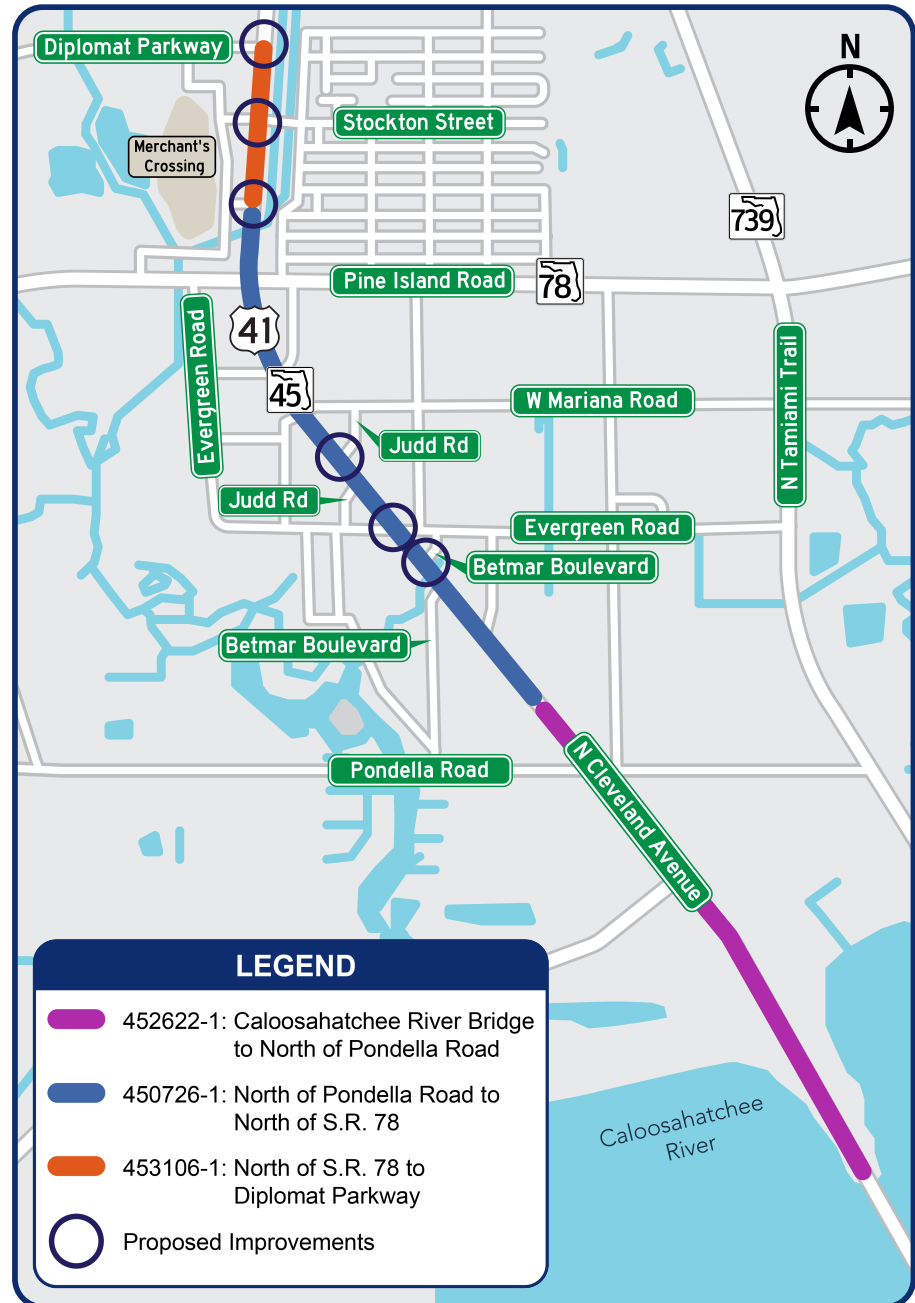 N
Diplomat Parkway
Stockton Street
Merchant's
Crossing
739
Pine Island Road
78
41
Evergreen Road
N Tamiami Trail
45
W Mariana Road
Judd Rd
Judd Rd
Evergreen Road
Betmar Boulevard
Betmar Boulevard
Pondella Road
N Cleveland Avenue
LEGEND
452622-1: Caloosahatchee River Bridge
to North of Pondella Road
450726-1: North of Pondella Road to
North of S.R. 78
453106-1: North of S.R. 78 to
Diplomat Parkway
Proposed Improvements
Caloosahatchee
River